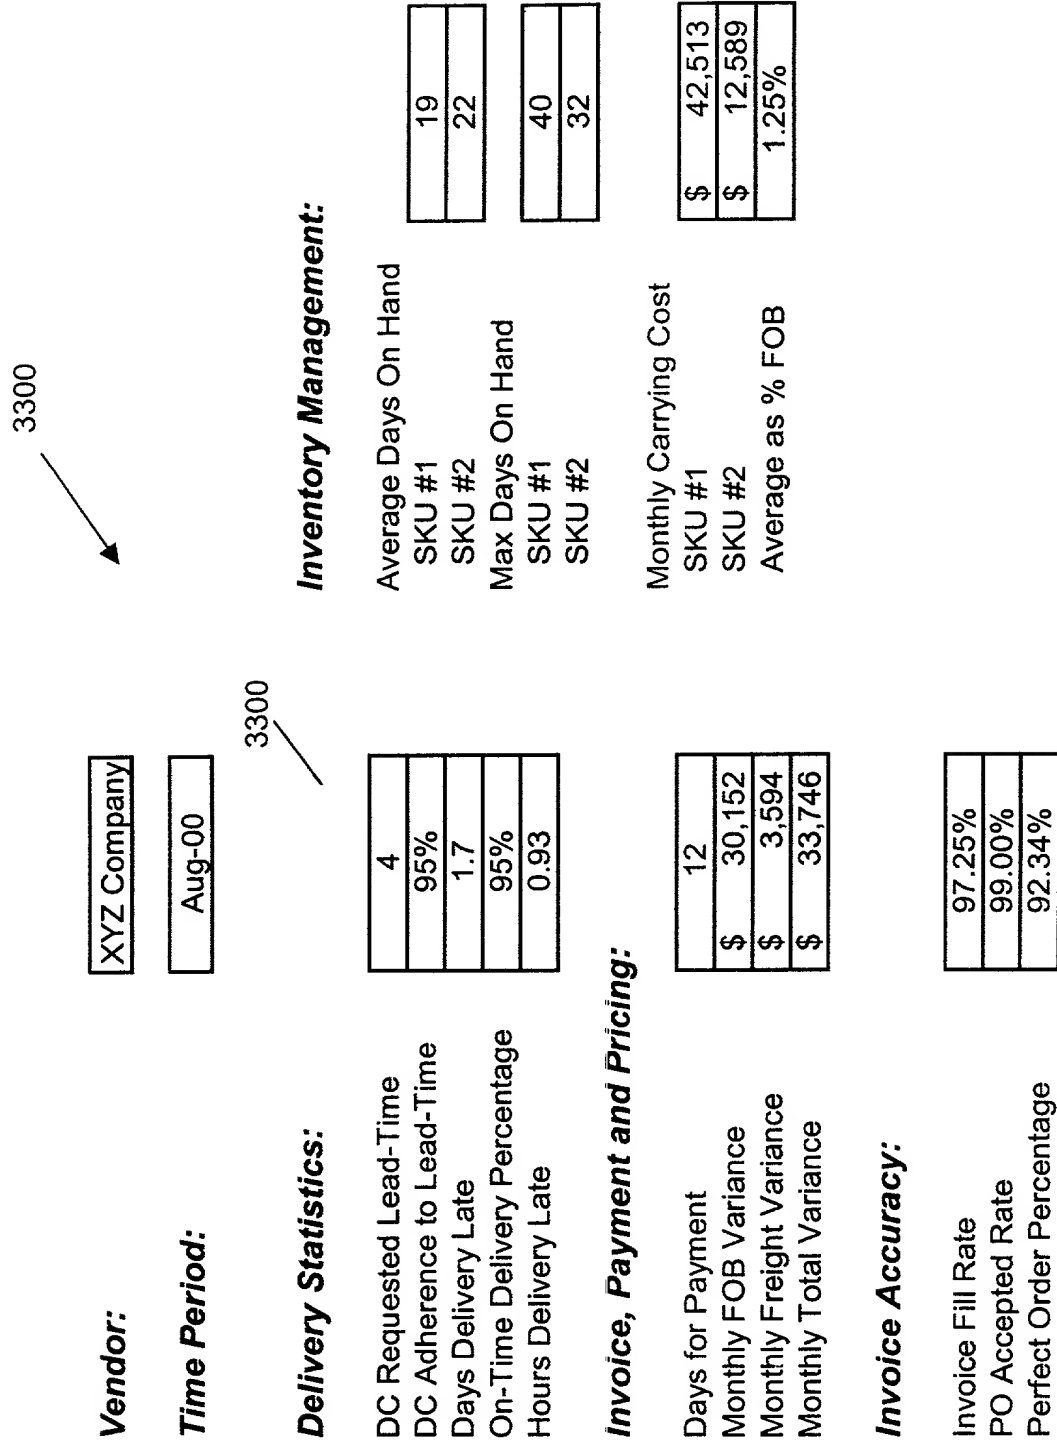 3300
Vendor: XYZ Company
Time Period: Aug-00
3300
Delivery Statistics:
DC Requested Lead-Time 4
DC Adherence to Lead-Time 95%
Days Delivery Late 1.7
On-Time Delivery Percentage 95%
Hours Delivery Late 0.93
Invoice, Payment and Pricing:
Days for Payment 12
Monthly FOB Variance $ 30,152
Monthly Freight Variance $ 3,594
Monthly Total Variance $ 33,746
Invoice Accuracy:
Invoice Fill Rate 97.25%
PO Accepted Rate 99.00%
Perfect Order Percentage 92.34%
Inventory Management:
Average Days On Hand
SKU #1 19
SKU #2 22
Max Days On Hand
SKU #1 40
SKU #2 32
Monthly Carrying Cost
SKU #1 $ 42,513
SKU #2 $ 12,589
Average as % FOB 1.25%